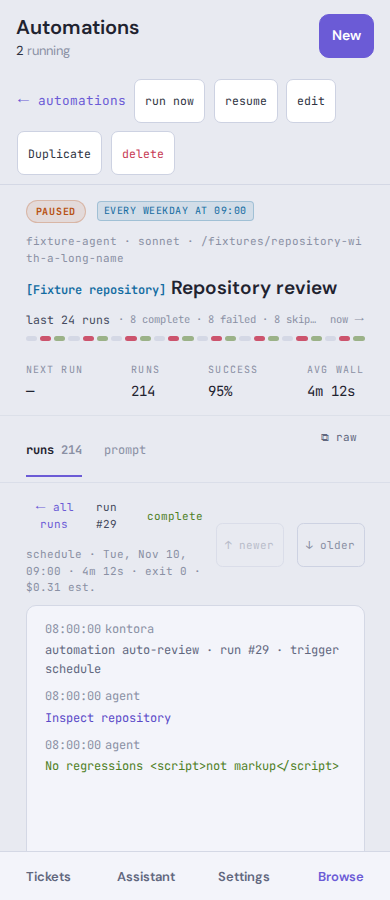 Automations
New
2 running
← automations run now resume edit
Duplicate delete
PAUSED EVERY WEEKDAY AT 09:00
fixture-agent · sonnet · /fixtures/repository-wi
th-a-long-name
[Fixture repository] Repository review
last 24 runs · 8 complete · 8 failed · 8 skip… now →
NEXT RUN RUNS SUCCESS AVG WALL
— 214 95% 4m 12s
runs 214 prompt ⧉ raw
← all runs run #29 complete
↑ newer ↓ older
schedule · Tue, Nov 10,
09:00 · 4m 12s · exit 0 ·
$0.31 est.
08:00:00 kontora
automation auto-review · run #29 · trigger
schedule
08:00:00 agent
Inspect repository
08:00:00 agent
No regressions <script>not markup</script>
Tickets Assistant Settings Browse